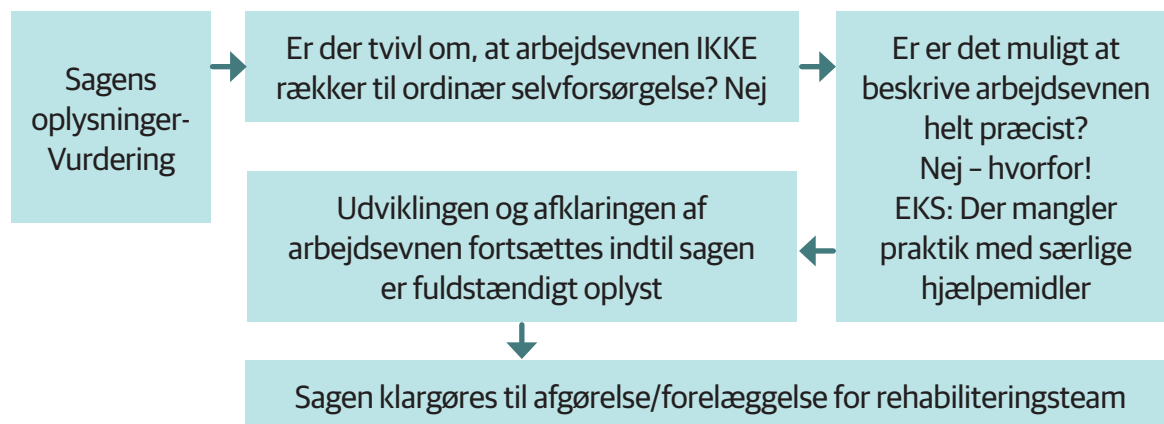 Sagens
oplysninger-
Vurdering
Er der tvivl om, at arbejdsevnen IKKE
rækker til ordinær selvforsørgelse? Nej
Er er det muligt at
beskrive arbejdsevnen
helt præcist?
Nej – hvorfor!
EKS: Der mangler
praktik med særlige
hjælpemidler
Udviklingen og afklaringen af
arbejdsevnen fortsættes indtil sagen
er fuldstændigt oplyst
Sagen klargøres til afgørelse/forelæggelse for rehabiliteringsteam